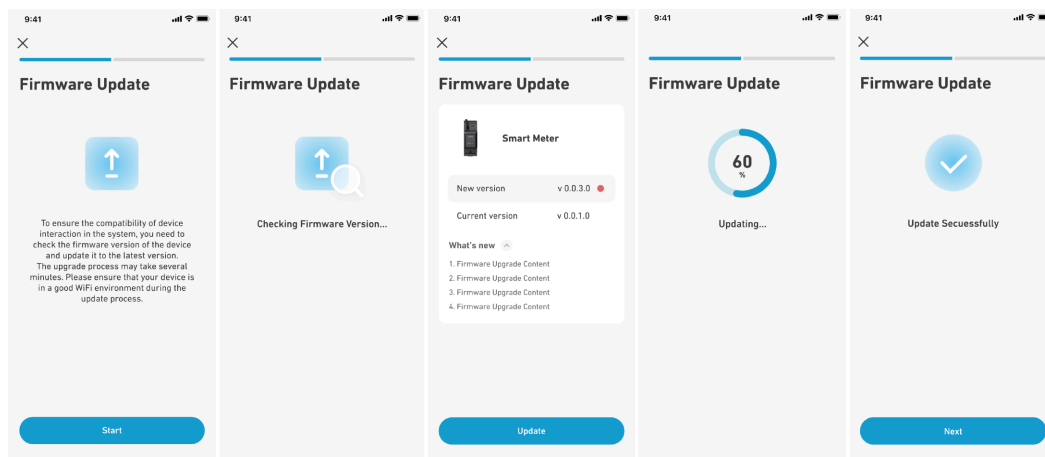 9:41
Firmware Update
To ensure the compatibility of device
interaction in the system, you need to
check the firmware version of the device
and update it to the latest version.
The upgrade process may take several
minutes. Please ensure that your device is
in a good WiFi environment during the
update process.
Start
9:41
Firmware Update
Checking Firmware Version...
9:41
Firmware Update
Smart Meter
New version v 0.0.3.0
Current version v 0.0.1.0
What's new
1. Firmware Upgrade Content
2. Firmware Upgrade Content
3. Firmware Upgrade Content
4. Firmware Upgrade Content
Update
9:41
Firmware Update
60
%
Updating...
9:41
Firmware Update
Update Secuessfully
Next